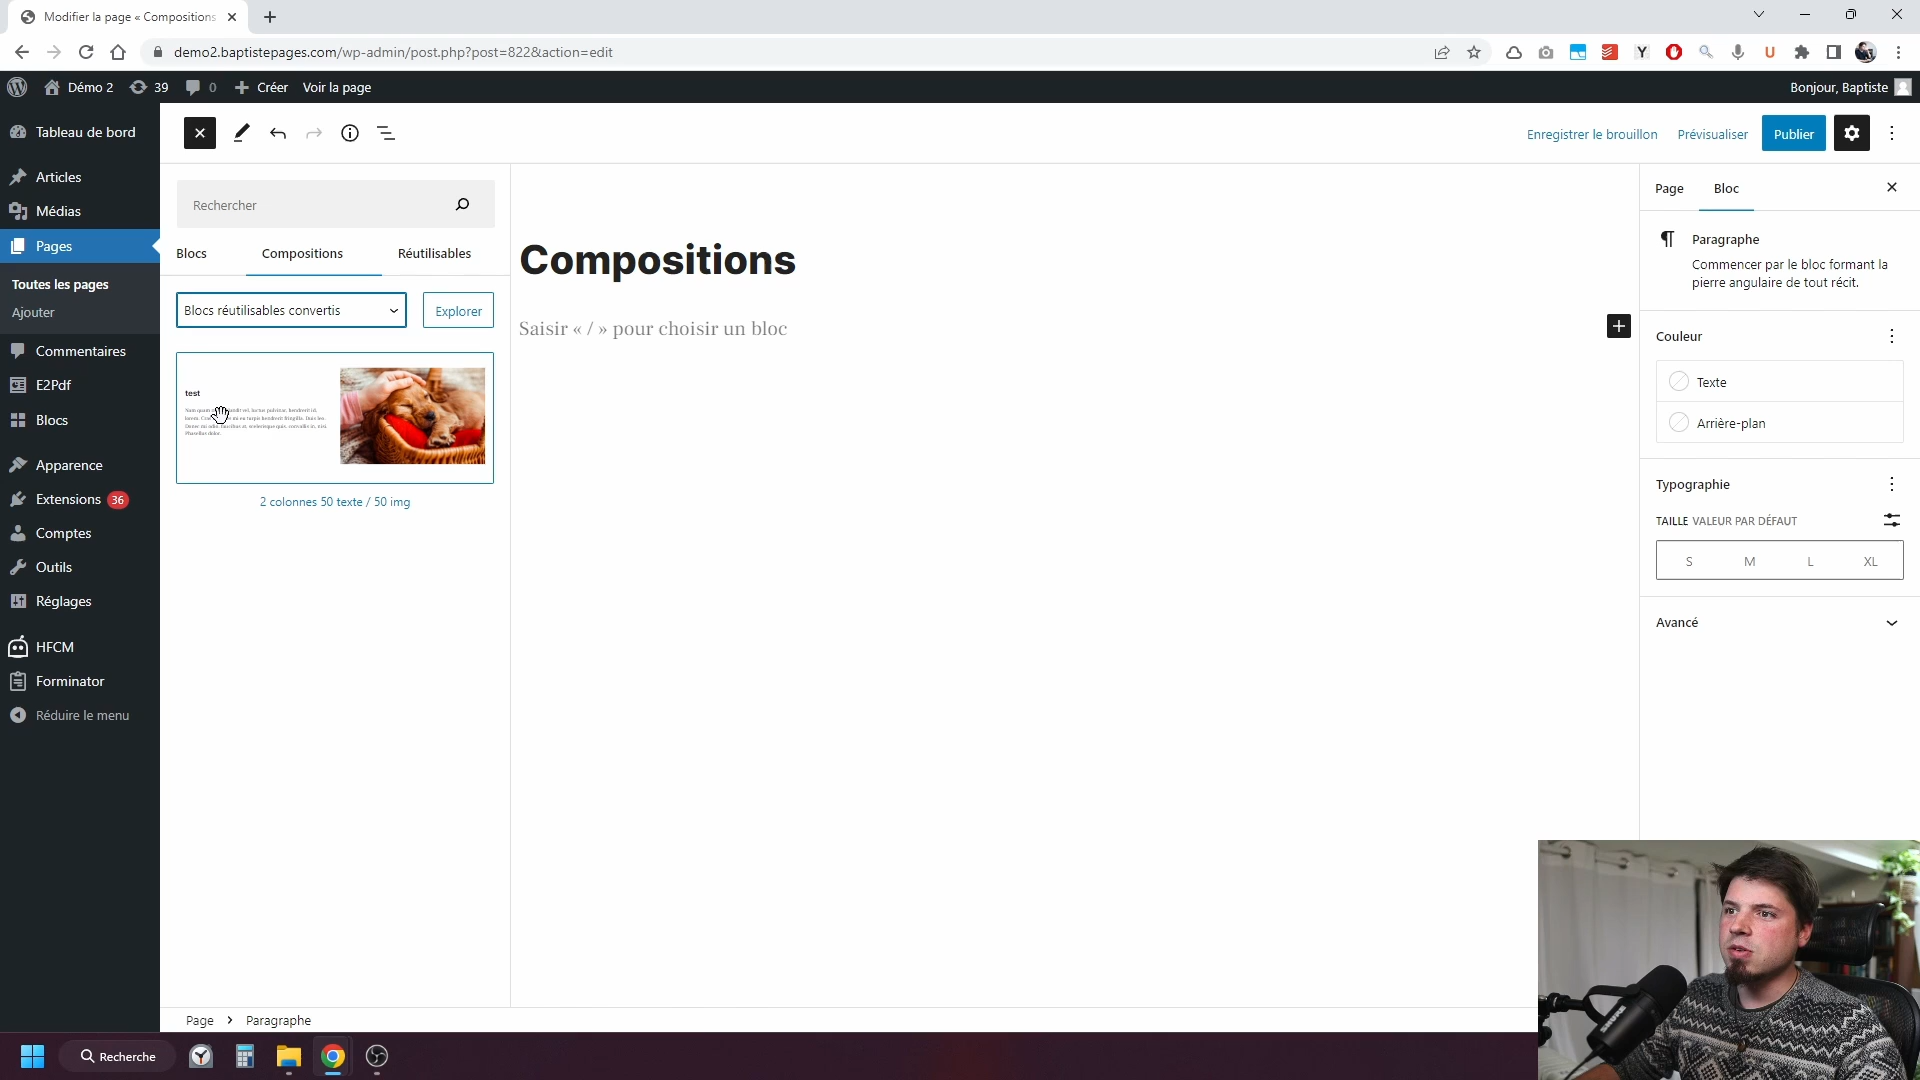 Modifier la page « Compositions
demo2.baptistepages.com/wp-admin/post.php?post=822&action=edit
Démo 2
39
0
Créer
Voir la page
Bonjour, Baptiste
Tableau de bord
Articles
Médias
Pages
Toutes les pages
Ajouter
Commentaires
E2Pdf
Blocs
Apparence
Extensions 36
Comptes
Outils
Réglages
HFCM
Forminator
Réduire le menu
Enregistrer le brouillon
Prévisualiser
Publier
Rechercher
Blocs
Compositions
Réutilisables
Blocs réutilisables convertis
Explorer
test
2 colonnes 50 texte / 50 img
Compositions
Saisir « / » pour choisir un bloc
Page
Bloc
Paragraphe
Commencer par le bloc formant la
pierre angulaire de tout récit.
Couleur
Texte
Arrière-plan
Typographie
TAILLE VALEUR PAR DÉFAUT
S M L XL
Avancé
Page > Paragraphe
Recherche